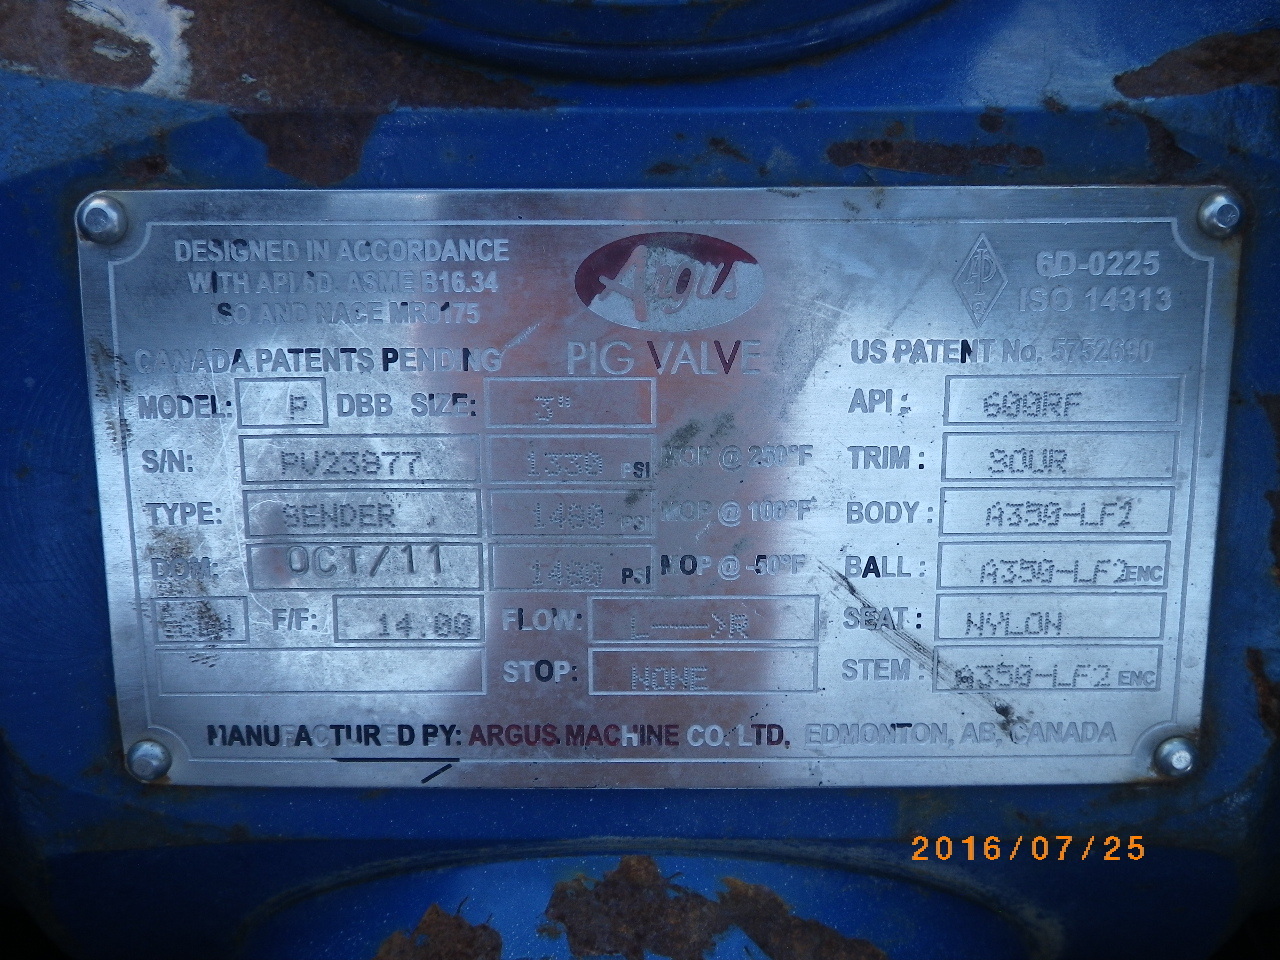 DESIGNED IN ACCORDANCE
WITH API 6D. ASME B16.34
ISO AND NACE MR0175
CANADA PATENTS PENDING
Argus
PIG VALVE
6D-0225
ISO 14313
US PATENT No. 5752690
MODEL: P DBB SIZE: 3"
API: 600RF
S/N: PV23877 1330 PSI MOP @ 250°F
TRIM: SOUR
TYPE: SENDER 1480 PSI MOP @ 100°F
BODY: A350-LF2
DOM: OCT/11 1480 PSI MOP @ -50°F
BALL: A350-LF2 ENC
F/F: 14.00 FLOW: L--->R
SEAT: NYLON
STOP: NONE
STEM: A350-LF2 ENC
MANUFACTURED BY: ARGUS MACHINE CO. LTD, EDMONTON, AB, CANADA
2016/07/25